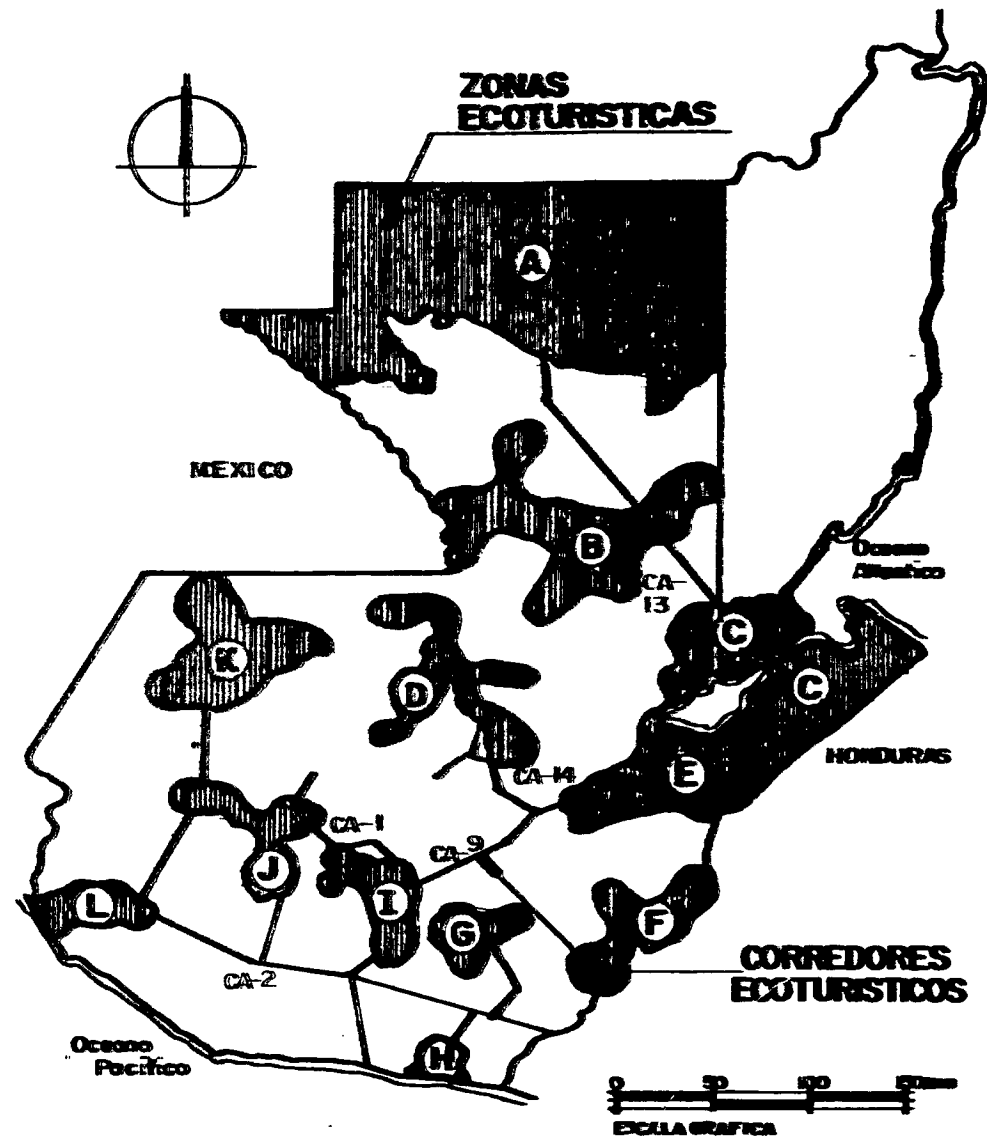 ZONAS
ECOTURISTICAS
A
MEXICO
B
CA-
13
Oceano
Atlantico
C
K
D
C
HONDURAS
E
CA-14
CA-1
CA-9
J
L
I
G
F
CORREDORES
ECOTURISTICOS
CA-2
Oceano
Pacifico
H
0 50 100 150
ESCALA GRAFICA